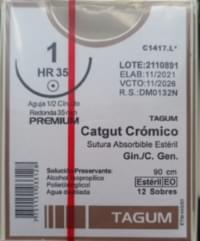 C1417.L*
1
HR 35
LOTE:2110891
ELAB:11/2021
VCTO:11/2026
R.S.:DM0132N
Aguja 1/2 Círculo
Redonda 35 mm
PREMIUM
TAGUM
Catgut Crómico
Sutura Absorbible Estéril
Gin./C. Gen.
Solución Preservante:
Alcohol Isopropílico
Polietilenglicol
Agua destilada
90 cm
Estéril EO
12 Sobres
TAGUM